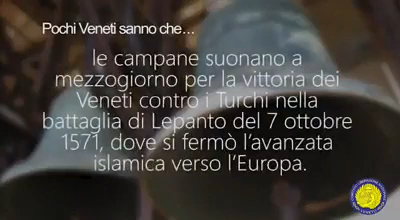 Pochi Veneti sanno che...
le campane suonano a
mezzogiorno per la vittoria dei
Veneti contro i Turchi nella
battaglia di Lepanto del 7 ottobre
1571, dove si fermò l'avanzata
islamica verso l'Europa.